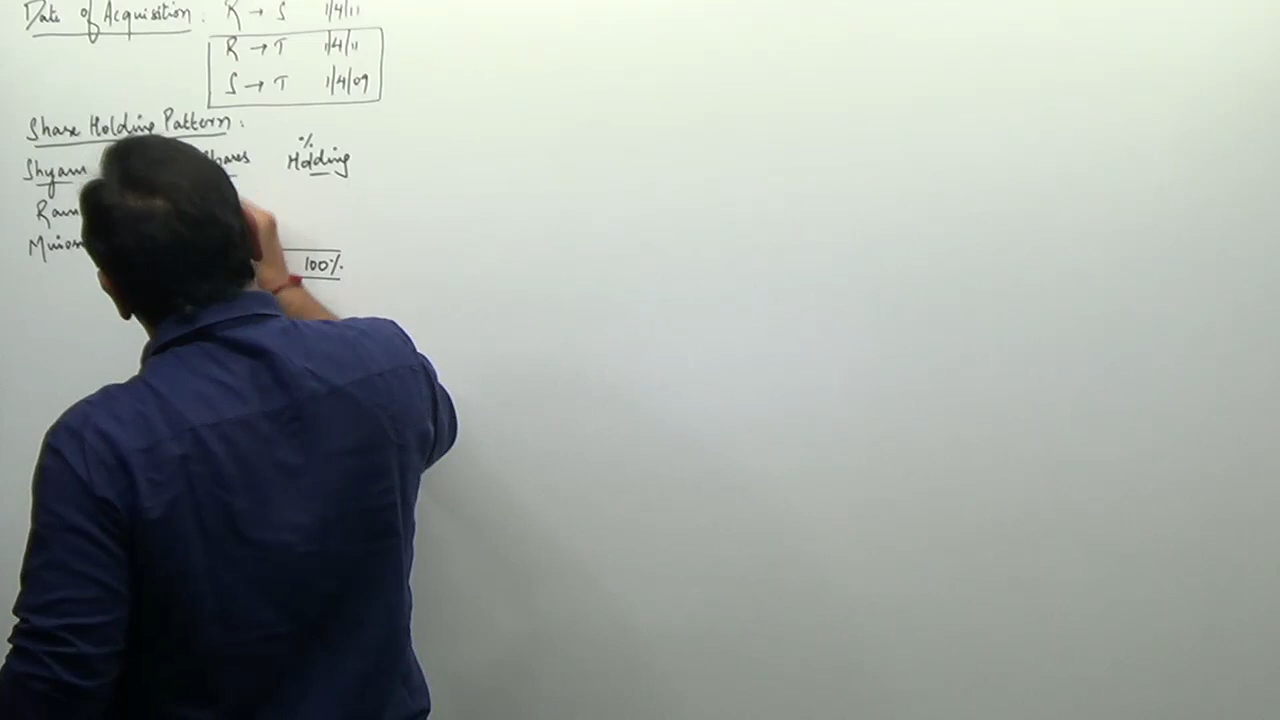 Date of Acquisition: R → S 1/4/11
R → T 1/4/11
S → T 1/4/09
Share Holding Pattern:
Shyam Shares % Holding
Ram
Minor
100%